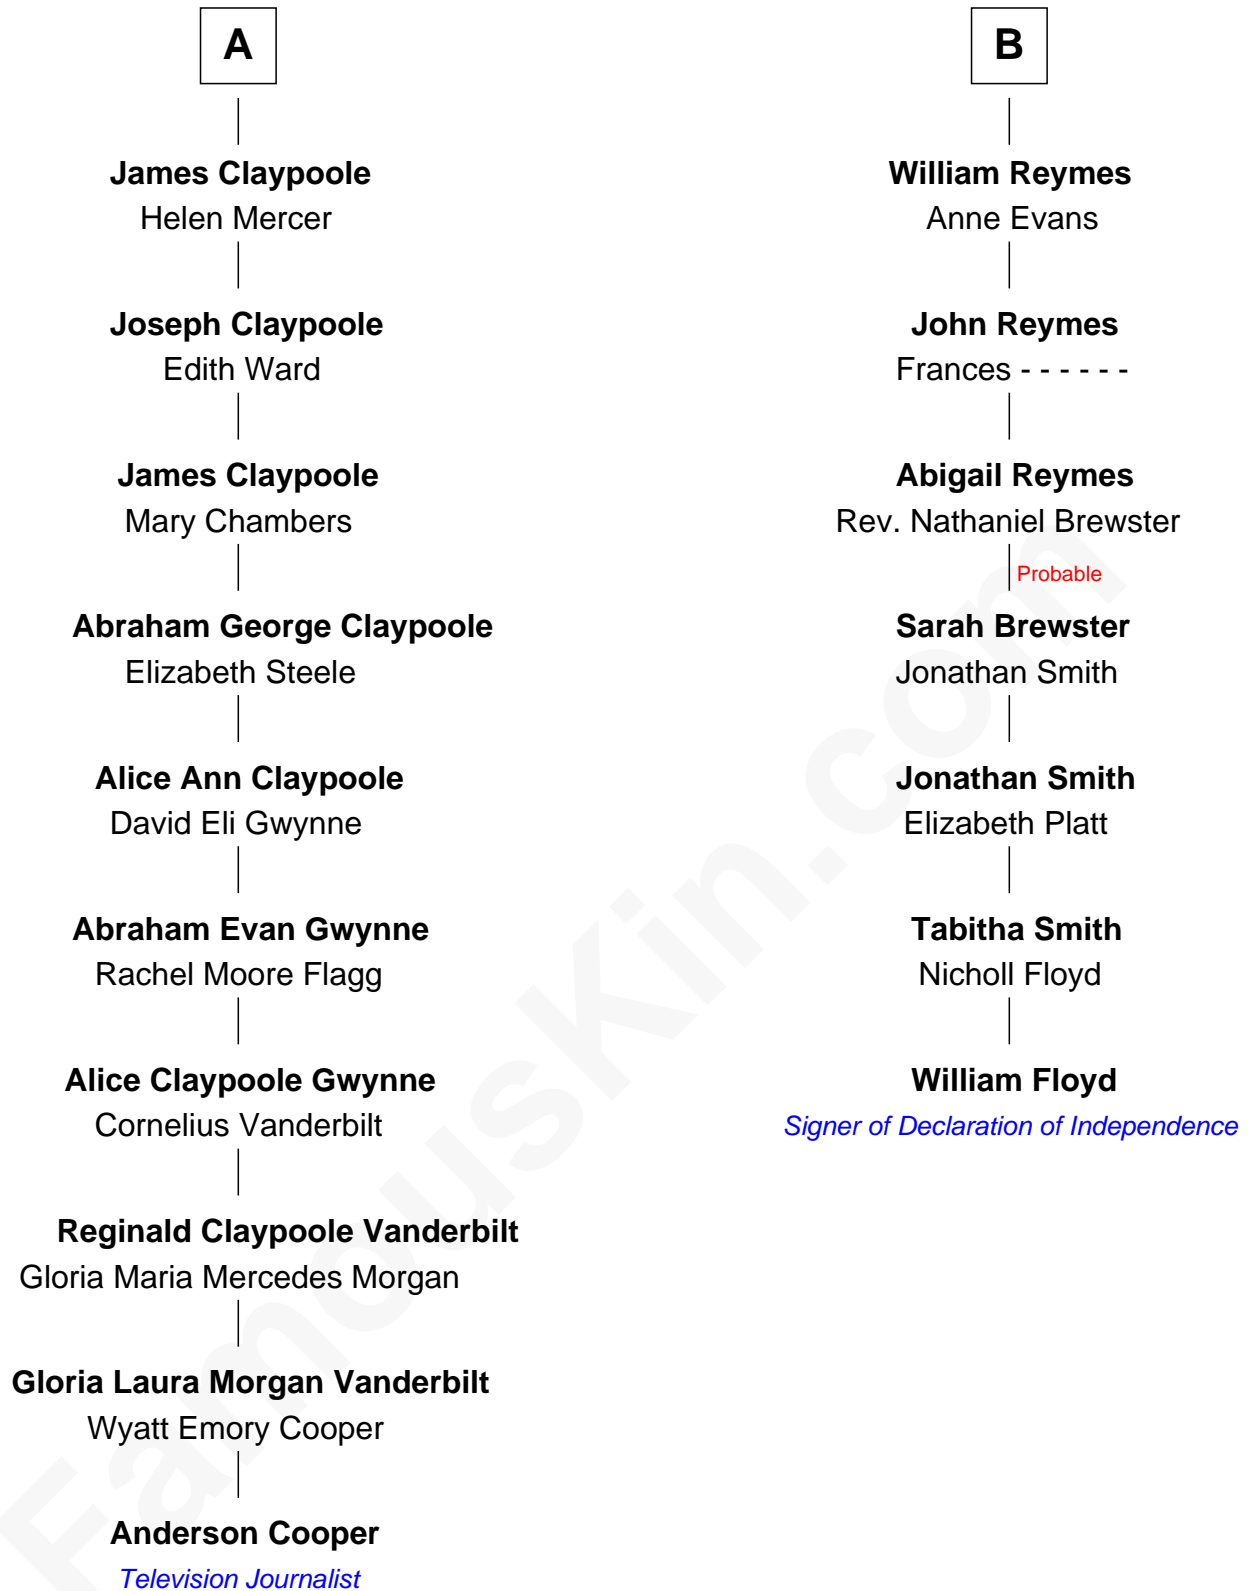 A
James Claypoole
Helen Mercer
Joseph Claypoole
Edith Ward
James Claypoole
Mary Chambers
Abraham George Claypoole
Elizabeth Steele
Alice Ann Claypoole
David Eli Gwynne
Abraham Evan Gwynne
Rachel Moore Flagg
Alice Claypoole Gwynne
Cornelius Vanderbilt
Reginald Claypoole Vanderbilt
Gloria Maria Mercedes Morgan
Gloria Laura Morgan Vanderbilt
Wyatt Emory Cooper
Anderson Cooper
Television Journalist
B
William Reymes
Anne Evans
John Reymes
Frances - - - - - -
Abigail Reymes
Rev. Nathaniel Brewster
Probable
Sarah Brewster
Jonathan Smith
Jonathan Smith
Elizabeth Platt
Tabitha Smith
Nicholl Floyd
William Floyd
Signer of Declaration of Independence
FamousKin.com